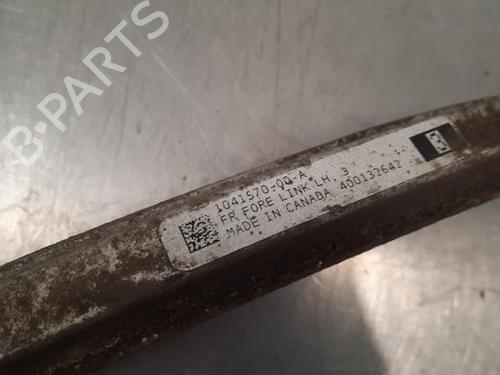 B-PARTS
1041570-00-A
FR FORE LINK LH, 3
MADE IN CANADA 400132642